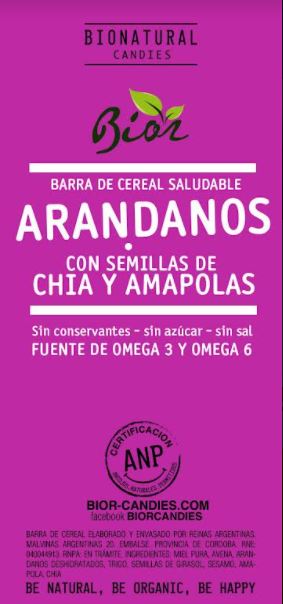 BIONATURAL
CANDIES
Bior
BARRA DE CEREAL SALUDABLE
ARANDANOS
CON SEMILLAS DE
CHIA Y AMAPOLAS
Sin conservantes - sin azúcar - sin sal
FUENTE DE OMEGA 3 Y OMEGA 6
CERTIFICACION
ANP
BIOR-CANDIES.COM
facebook BIORCANDIES
BARRA DE CEREAL ELABORADO Y ENVASADO POR REINAS ARGENTINAS.
MALVINAS ARGENTINAS 20. EMBALSE. PROVINCIA DE CORDOBA. RNE:
040044913. RNPA: EN TRÁMITE. INGREDIENTES: MIEL PURA, AVENA, ARAN-
DANOS DESHIDRATADOS, TRIGO, SEMILLAS DE GIRASOL, SESAMO, AMA-
POLA, CHIA
BE NATURAL, BE ORGANIC, BE HAPPY